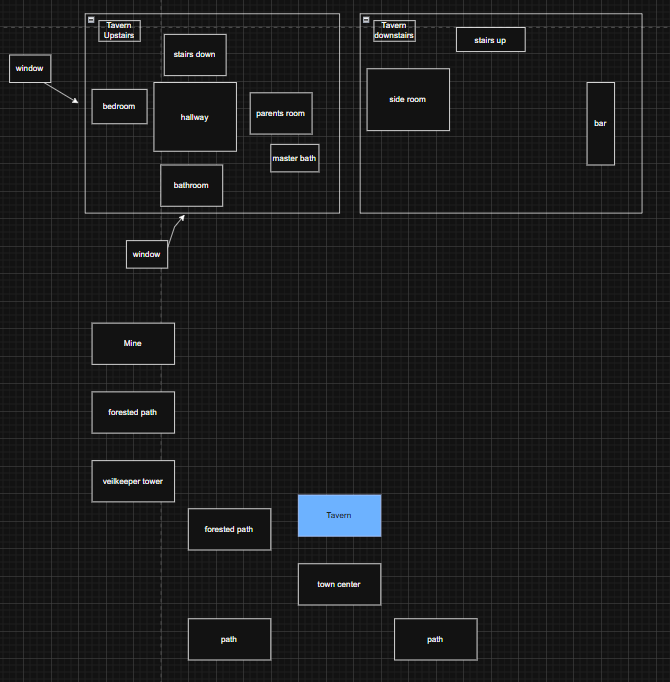 Tavern
Upstairs
stairs down
window
bedroom
hallway
parents room
master bath
bathroom
window
Tavern
downstairs
stairs up
side room
bar
Mine
forested path
veilkeeper tower
forested path
Tavern
town center
path
path